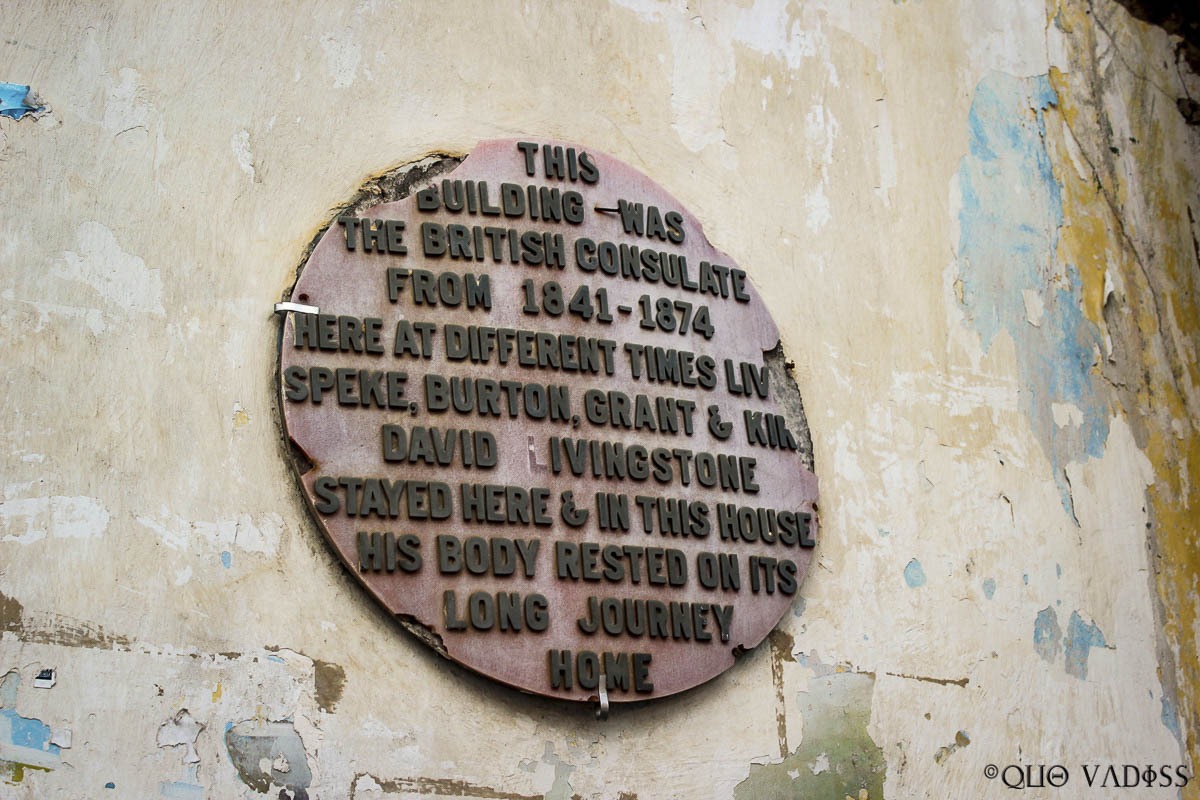 THIS
BUILDING - WAS
THE BRITISH CONSULATE
FROM 1841-1874
HERE AT DIFFERENT TIMES LIV
SPEKE, BURTON, GRANT & KIR
DAVID LIVINGSTONE
STAYED HERE & IN THIS HOUSE
HIS BODY RESTED ON ITS
LONG JOURNEY
HOME
©QUO VADISS